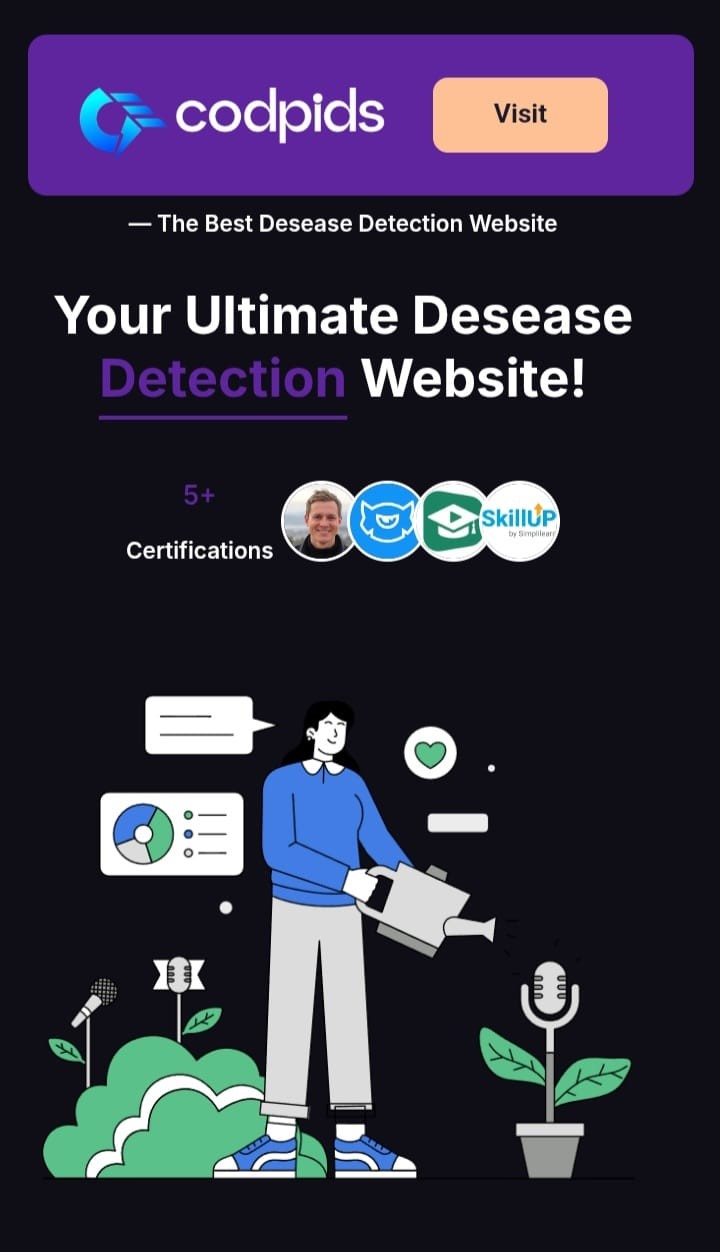 codpids
Visit
— The Best Desease Detection Website
Your Ultimate Desease
Detection Website!
5+
Certifications
SkillUP
by Simplilearn